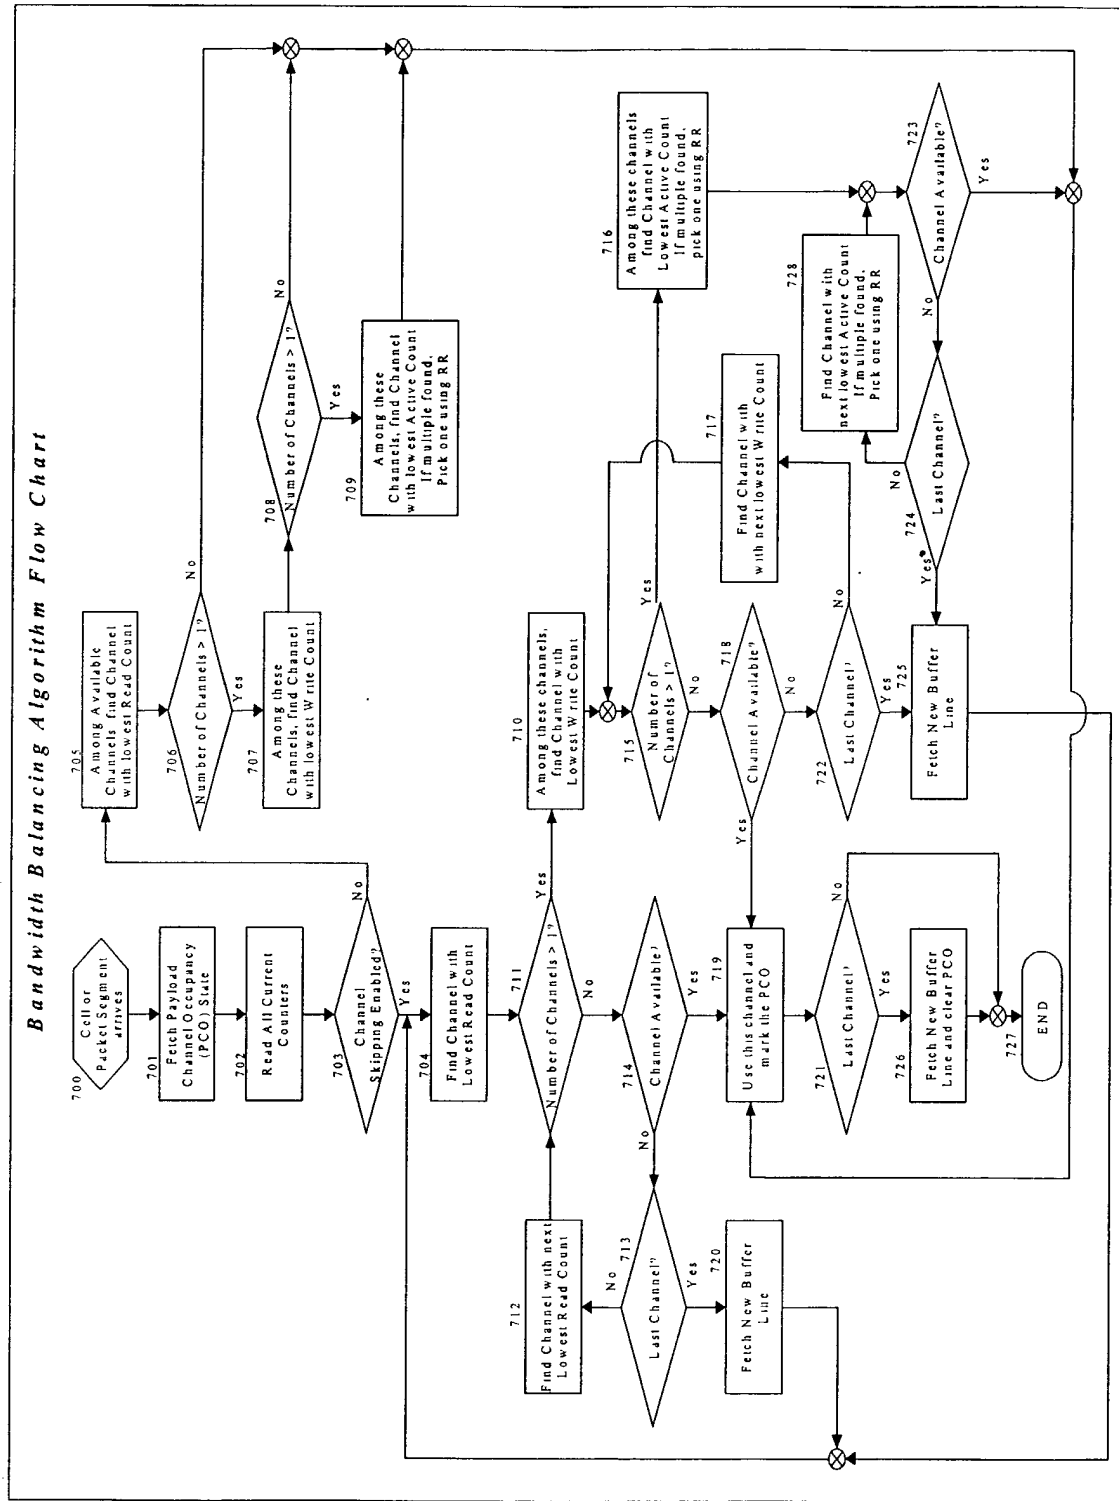 Bandwidth Balancing Algorithm Flow Chart
700
Cell or
Packet Segment
arrives
701
Fetch Payload
Channel Occupancy
(PCO) State
702
Read All Current
Counters
703
Channel
Skipping Enabled?
No
Yes
705
Among Available
Channels find Channel
with lowest Read Count
706
Number of Channels > 1?
No
Yes
707
Among these
Channels, find Channel
with lowest Write Count
708
Number of Channels > 1?
No
Yes
709
Among these
Channels, find Channel
with lowest Active Count
If multiple found,
Pick one using RR
704
Find Channel with
Lowest Read Count
711
Number of Channels > 1?
Yes
No
712
Find Channel with next
Lowest Read Count
710
Among these channels,
find Channel with
Lowest Write Count
714
Channel Available?
No
Yes
713
Last Channel?
No
Yes
720
Fetch New Buffer
Line
715
Number of
Channels > 1?
Yes
No
716
Among these channels
find Channel with
Lowest Active Count
If multiple found,
pick one using RR
717
Find Channel with
with next lowest Write Count
718
Channel Available?
Yes
No
719
Use this channel and
mark the PCO
722
Last Channel?
No
Yes
725
Fetch New Buffer
Line
728
Find Channel with
next lowest Active Count
If multiple found,
Pick one using RR
723
Channel Available?
Yes
No
724
Last Channel?
No
Yes
721
Last Channel?
No
Yes
726
Fetch New Buffer
Line and clear PCO
727
END